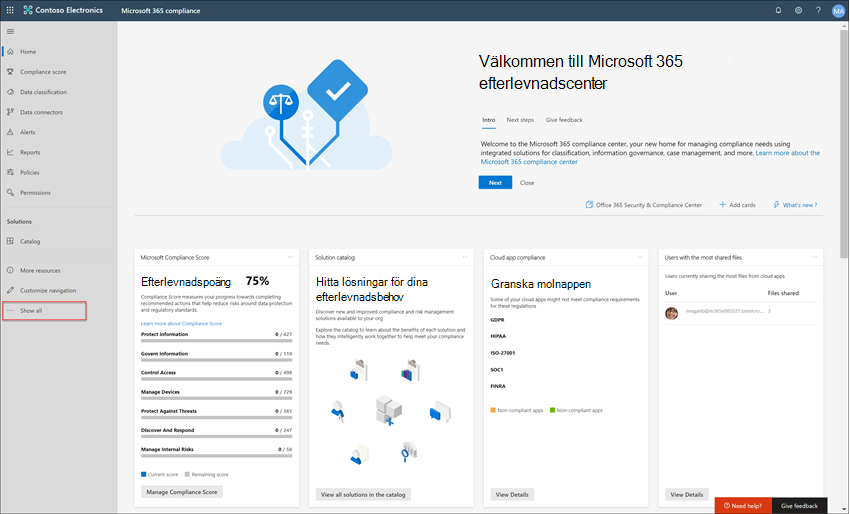 Contoso Electronics
Microsoft 365 compliance
?
MA
Home
Compliance score
Data classification
Data connectors
Alerts
Reports
Policies
Permissions
Solutions
Catalog
More resources
Customize navigation
Show all
Välkommen till Microsoft 365
efterlevnadscenter
Intro
Next steps
Give feedback
Welcome to the Microsoft 365 compliance center, your new home for managing compliance needs using
integrated solutions for classification, information governance, case management, and more. Learn more about the
Microsoft 365 compliance center
Next
Close
Office 365 Security & Compliance Center
Add cards
What's new ?
Microsoft Compliance Score
Efterlevnadspoäng 75%
Compliance Score measures your progress towards completing
recommended actions that help reduce risks around data protection
and regulatory standards.
Learn more about Compliance Score
Protect information 0 / 427
Govern information 0 / 119
Control Access 0 / 498
Manage Devices 0 / 729
Protect Against Threats 0 / 381
Discover And Respond 0 / 247
Manage Internal Risks 0 / 56
Current score
Remaining score
Manage Compliance Score
Solution catalog
Hitta lösningar för dina
efterlevnadsbehov
Discover new and improved compliance and risk management
solutions available to your org
Explore the catalog to learn about the benefits of each solution and
how they intelligently work together to help meet your compliance
needs.
View all solutions in the catalog
Cloud app compliance
Granska molnappen
Some of your cloud apps might not meet compliance requirements
for these regulations
GDPR
HIPAA
ISO-27001
SOC1
FINRA
Non-compliant apps
Non-compliant apps
View Details
Users with the most shared files
Users currently sharing the most files from cloud apps
User
Files shared
meganb@m365x085227.onmicro...
3
View Details
Need help?
Give feedback